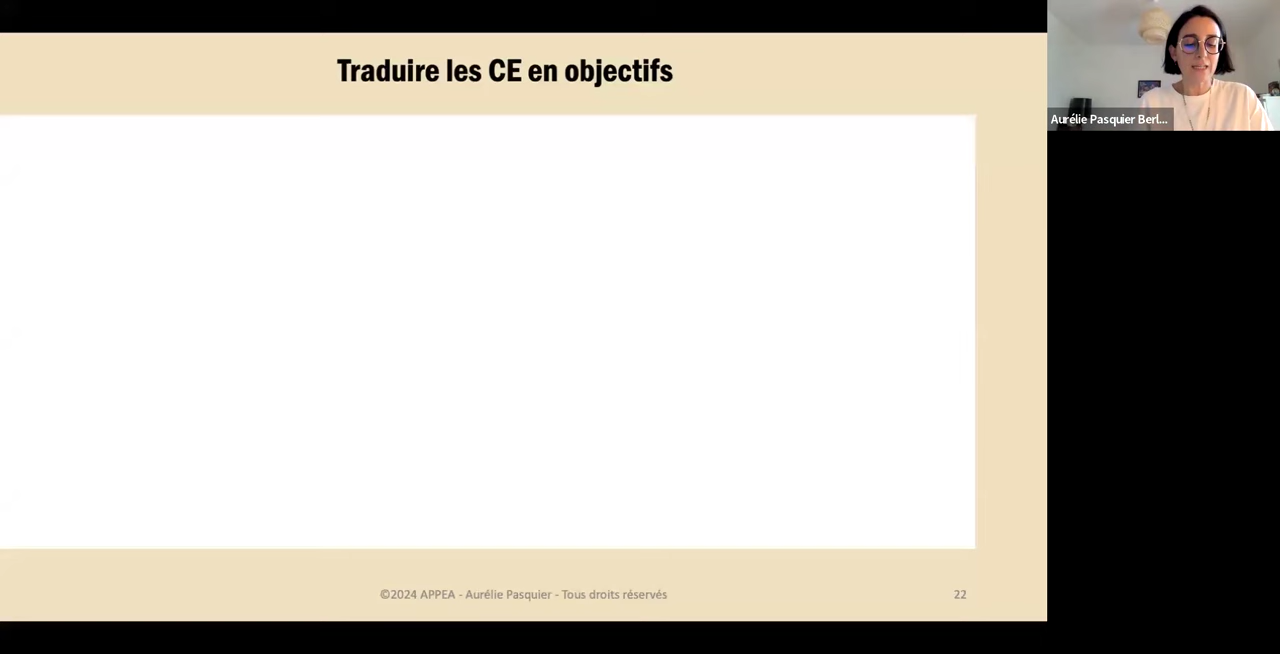 Traduire les CE en objectifs
Aurélie Pasquier Berl...
©2024 APPEA - Aurélie Pasquier - Tous droits réservés
22